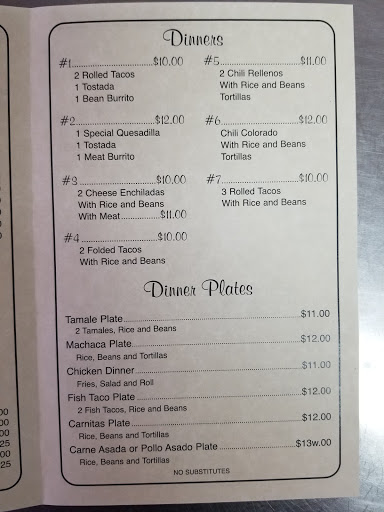 Dinners
#1..............................$10.00
2 Rolled Tacos
1 Tostada
1 Bean Burrito
#2..............................$12.00
1 Special Quesadilla
1 Tostada
1 Meat Burrito
#3..............................$10.00
2 Cheese Enchiladas
With Rice and Beans
With Meat..............$11.00
#4..............................$10.00
2 Folded Tacos
With Rice and Beans
#5..............................$11.00
2 Chili Rellenos
With Rice and Beans
Tortillas
#6..............................$12.00
Chili Colorado
With Rice and Beans
Tortillas
#7..............................$10.00
3 Rolled Tacos
With Rice and Beans
Dinner Plates
Tamale Plate..............................$11.00
2 Tamales, Rice and Beans
Machaca Plate..............................$12.00
Rice, Beans and Tortillas
Chicken Dinner..............................$11.00
Fries, Salad and Roll
Fish Taco Plate..............................$12.00
2 Fish Tacos, Rice and Beans
Carnitas Plate..............................$12.00
Rice, Beans and Tortillas
Carne Asada or Pollo Asado Plate..............................$13w.00
Rice, Beans and Tortillas
NO SUBSTITUTES